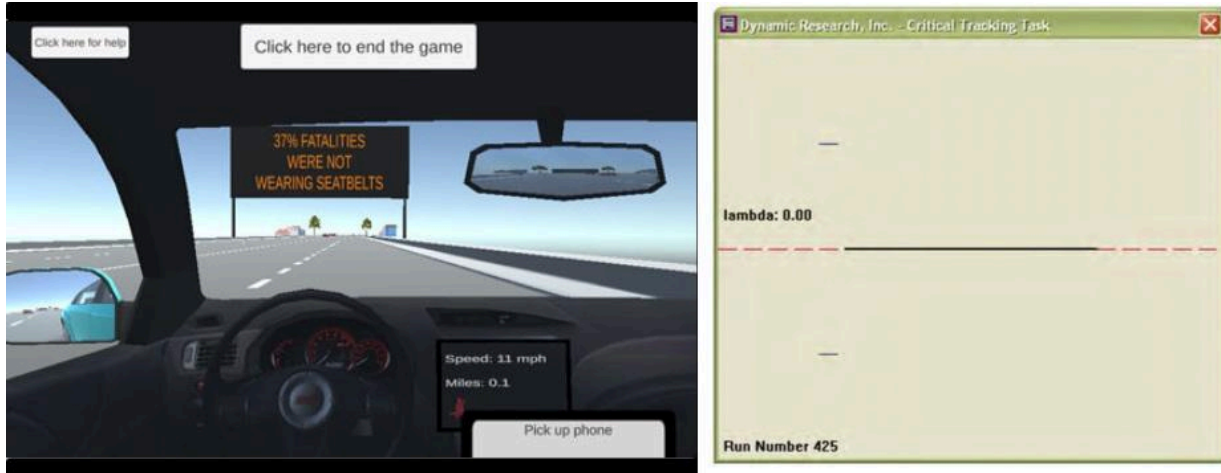 Click here for help
Click here to end the game
37% FATALITIES
WERE NOT
WEARING SEATBELTS
Speed: 11 mph
Miles: 0.1
Pick up phone
Dynamic Research, Inc. - Critical Tracking Task
lambda: 0.00
Run Number 425